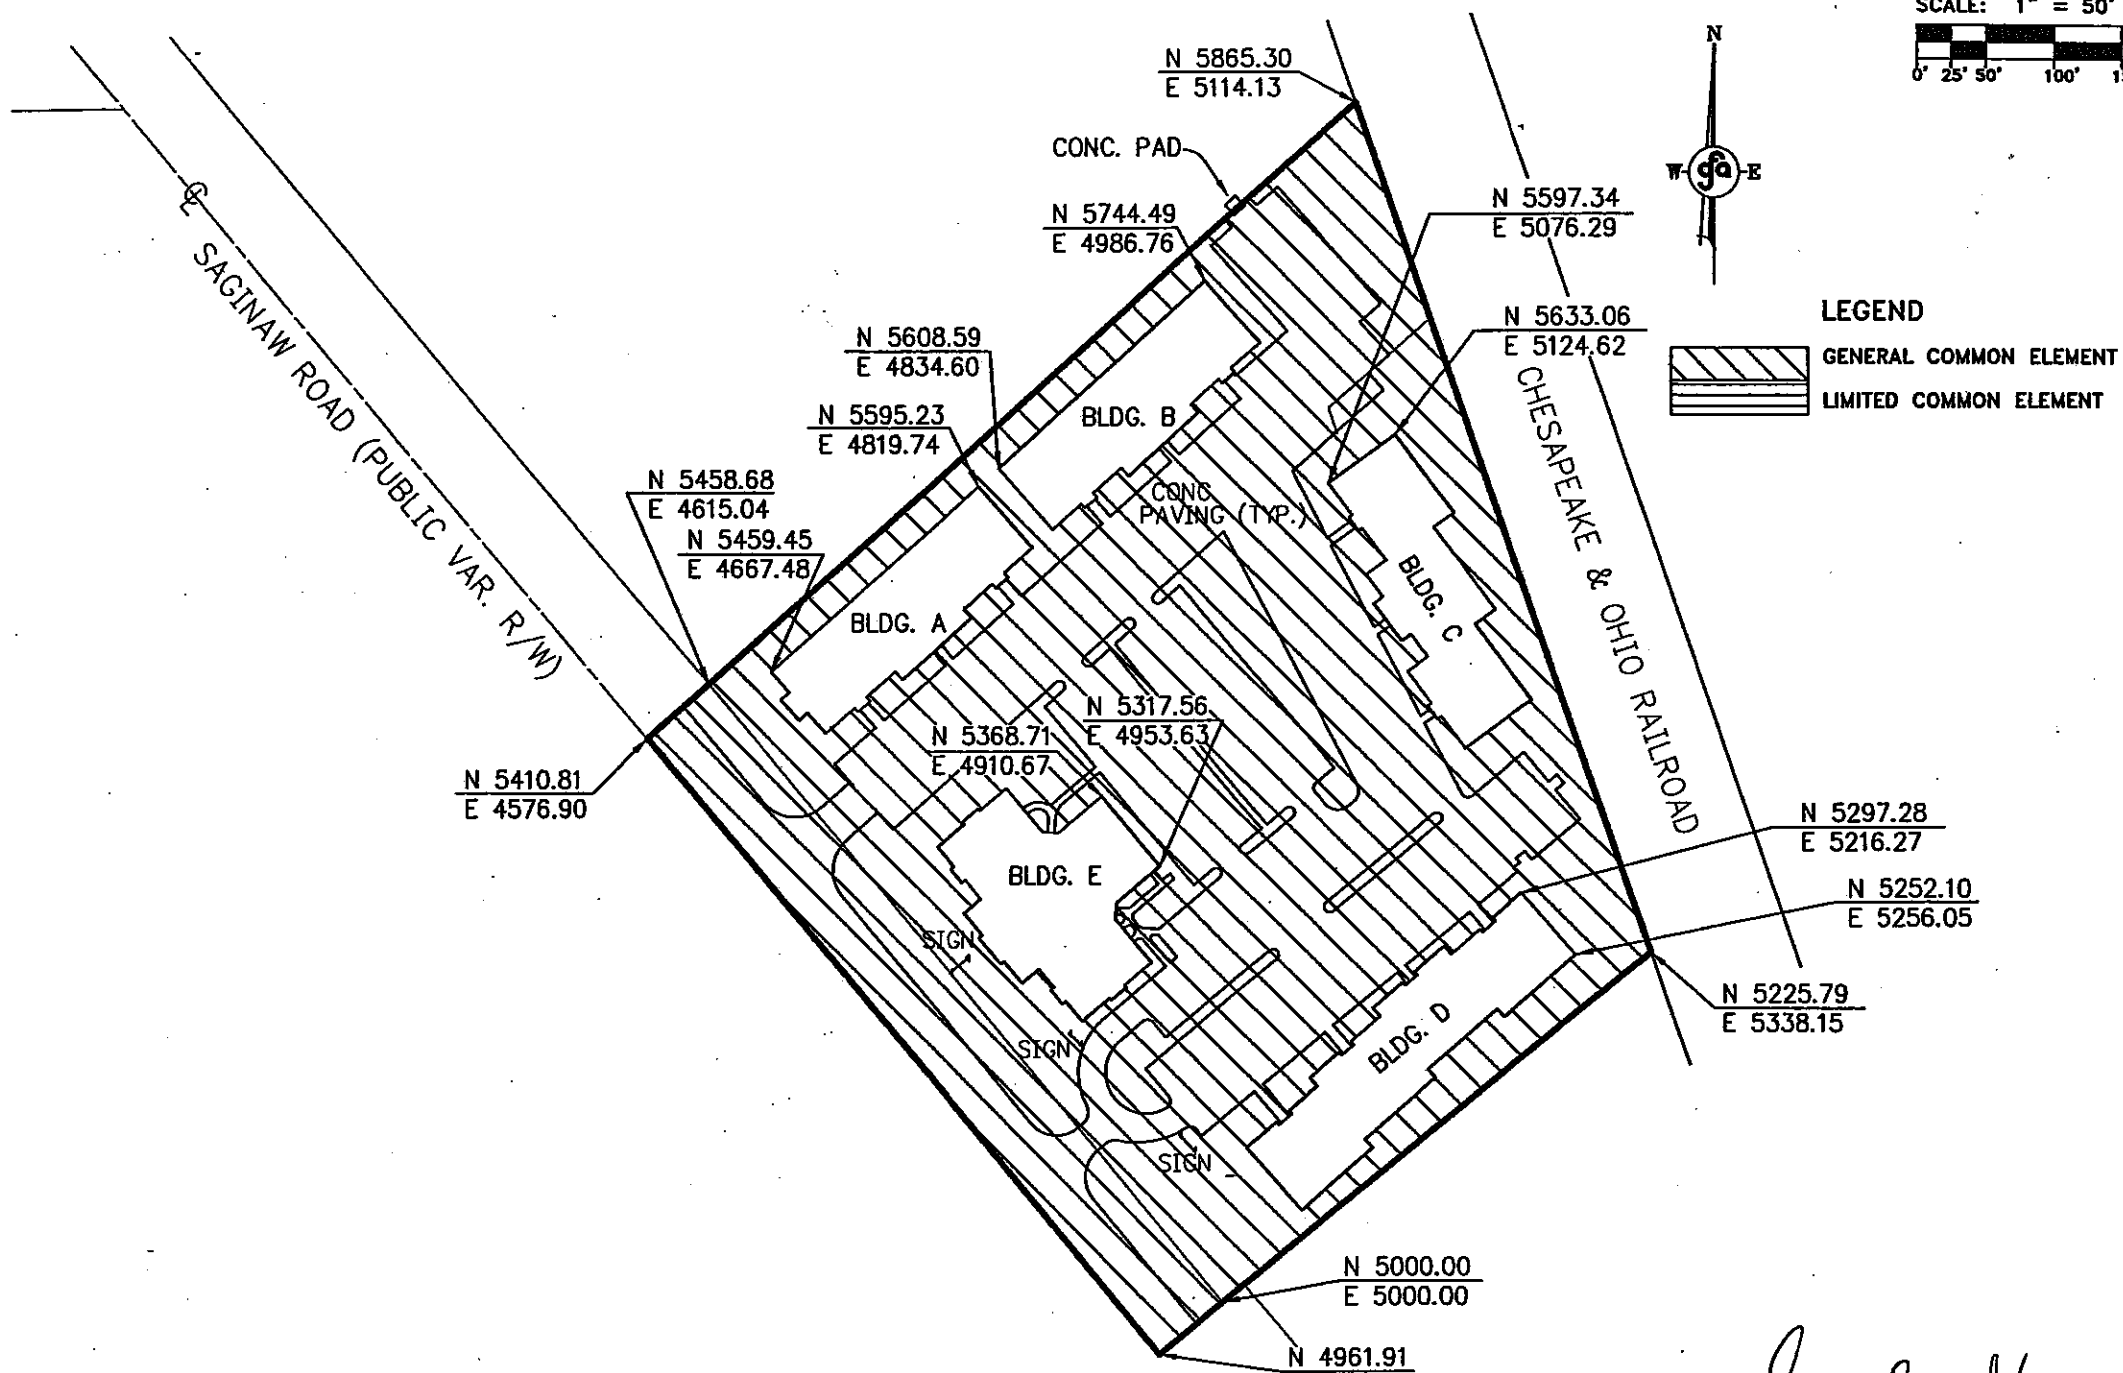 SCALE: 1" = 50'
0' 25' 50' 100'
N
W gfa E
N 5865.30
E 5114.13
CONC. PAD
N 5744.49
E 4986.76
N 5597.34
E 5076.29
N 5633.06
E 5124.62
LEGEND
GENERAL COMMON ELEMENT
LIMITED COMMON ELEMENT
N 5608.59
E 4834.60
N 5595.23
E 4819.74
N 5458.68
E 4615.04
N 5459.45
E 4667.48
BLDG. B
CONC
PAVING (TYP.)
BLDG. A
BLDG. C
℄ SAGINAW ROAD (PUBLIC VAR. R/W)
CHESAPEAKE & OHIO RAILROAD
N 5317.56
E 4953.63
N 5368.71
E 4910.67
N 5410.81
E 4576.90
BLDG. E
N 5297.28
E 5216.27
N 5252.10
E 5256.05
N 5225.79
E 5338.15
SIGN
SIGN
BLDG. D
SIGN
N 5000.00
E 5000.00
N 4961.91